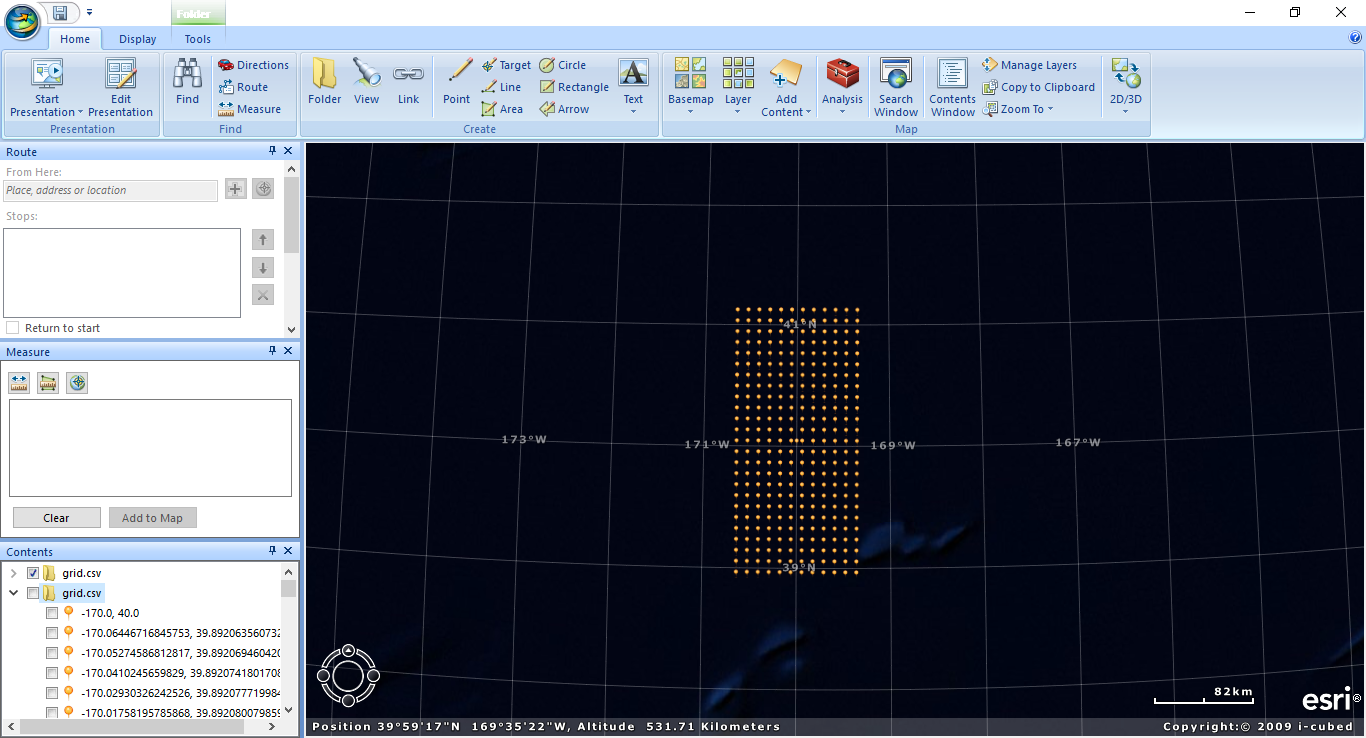 Folder
Home Display Tools
Start Presentation
Edit Presentation
Presentation
Find
Directions
Route
Measure
Find
Folder
View
Link
Point
Target
Line
Area
Circle
Rectangle
Arrow
Text
Create
Basemap
Layer
Add Content
Analysis
Search Window
Contents Window
Manage Layers
Copy to Clipboard
Zoom To
2D/3D
Map
Route
From Here:
Place, address or location
Stops:
Return to start
Measure
Clear Add to Map
Contents
grid.csv
grid.csv
-170.0, 40.0
-170.06446716845753, 39.892063560732
-170.05274586812817, 39.892069460420
-170.0410245659829, 39.8920741801708
-170.02930326242526, 39.892077719984
-170.01758195785868, 39.892080079859
41°N
173°W 171°W 169°W 167°W
39°N
82km
esri®
Position 39°59'17"N 169°35'22"W, Altitude 531.71 Kilometers
Copyright:© 2009 i-cubed